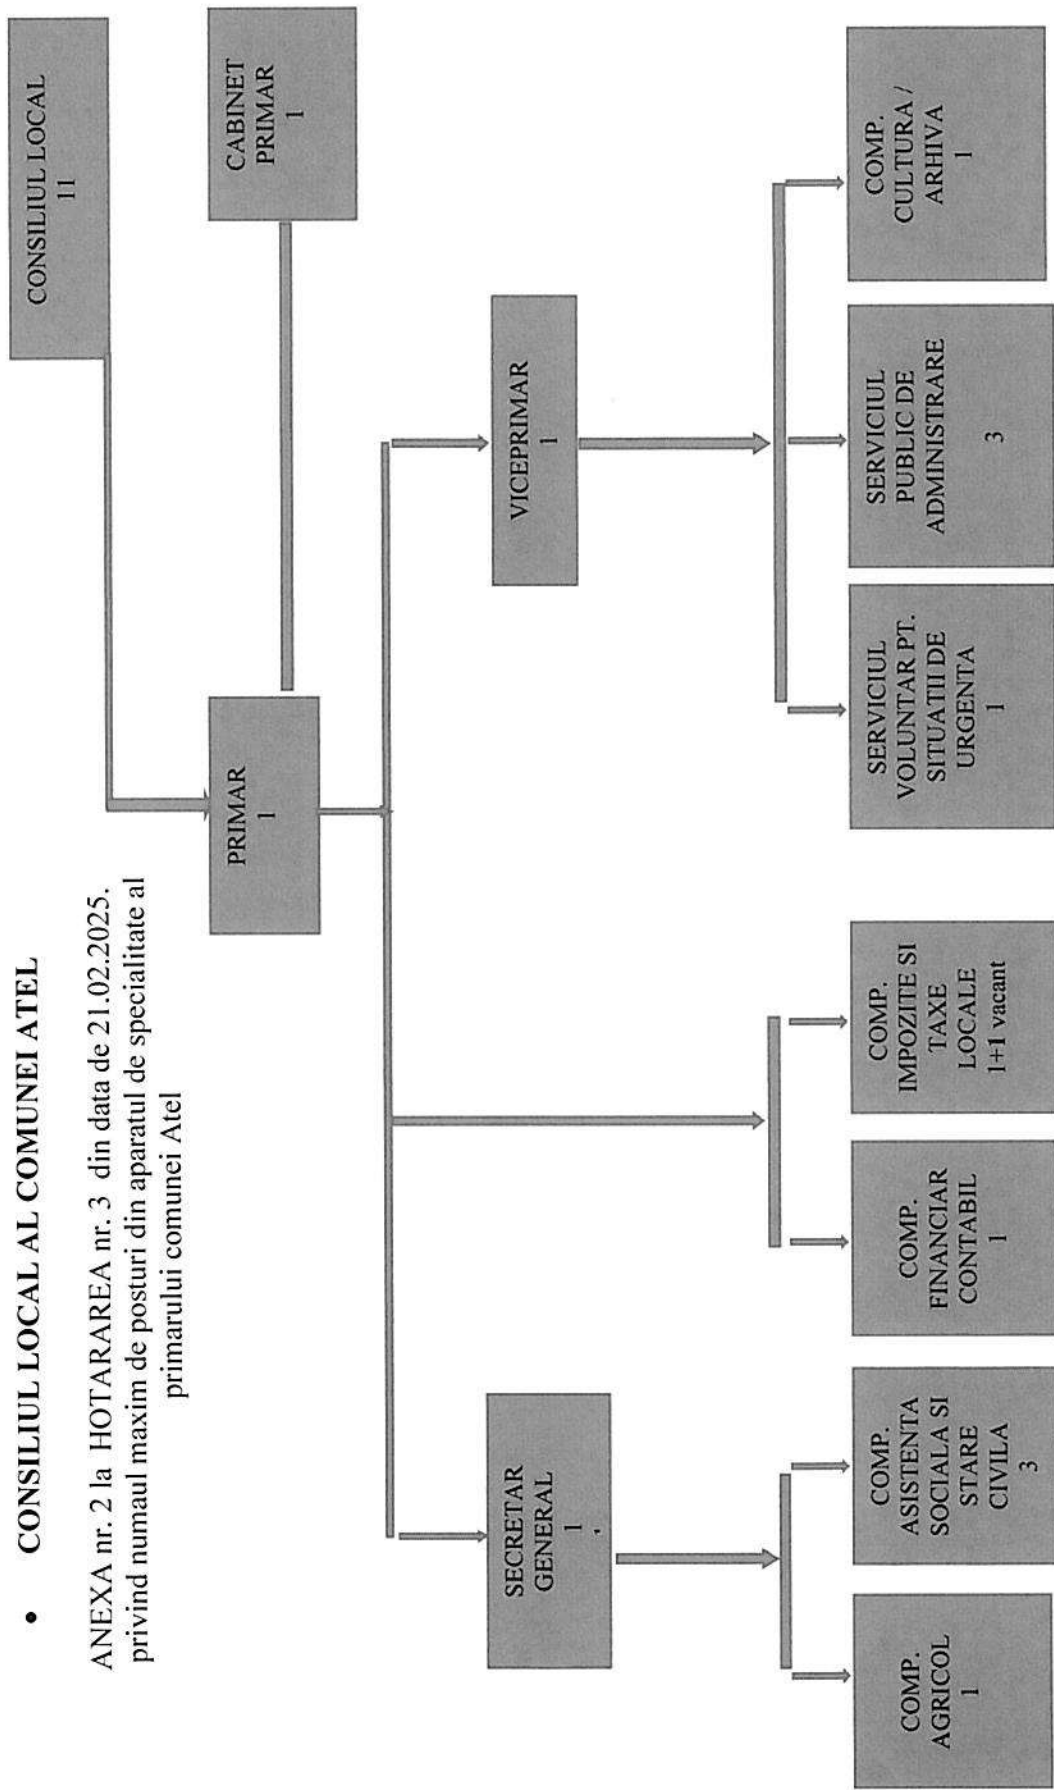 • CONSILIUL LOCAL AL COMUNEI ATEL
ANEXA nr. 2 la HOTARAREA nr. 3 din data de 21.02.2025.
privind numaul maxim de posturi din aparatul de specialitate al
primarului comunei Atel
CONSILIUL LOCAL
11
PRIMAR
1
CABINET
PRIMAR
1
SECRETAR
GENERAL
1
VICEPRIMAR
1
COMP.
AGRICOL
1
COMP.
ASISTENTA
SOCIALA SI
STARE
CIVILA
3
COMP.
FINANCIAR
CONTABIL
1
COMP.
IMPOZITE SI
TAXE
LOCALE
1+1 vacant
SERVICIUL
VOLUNTAR PT.
SITUATII DE
URGENTA
1
SERVICIUL
PUBLIC DE
ADMINISTRARE
3
COMP.
CULTURA /
ARHIVA
1